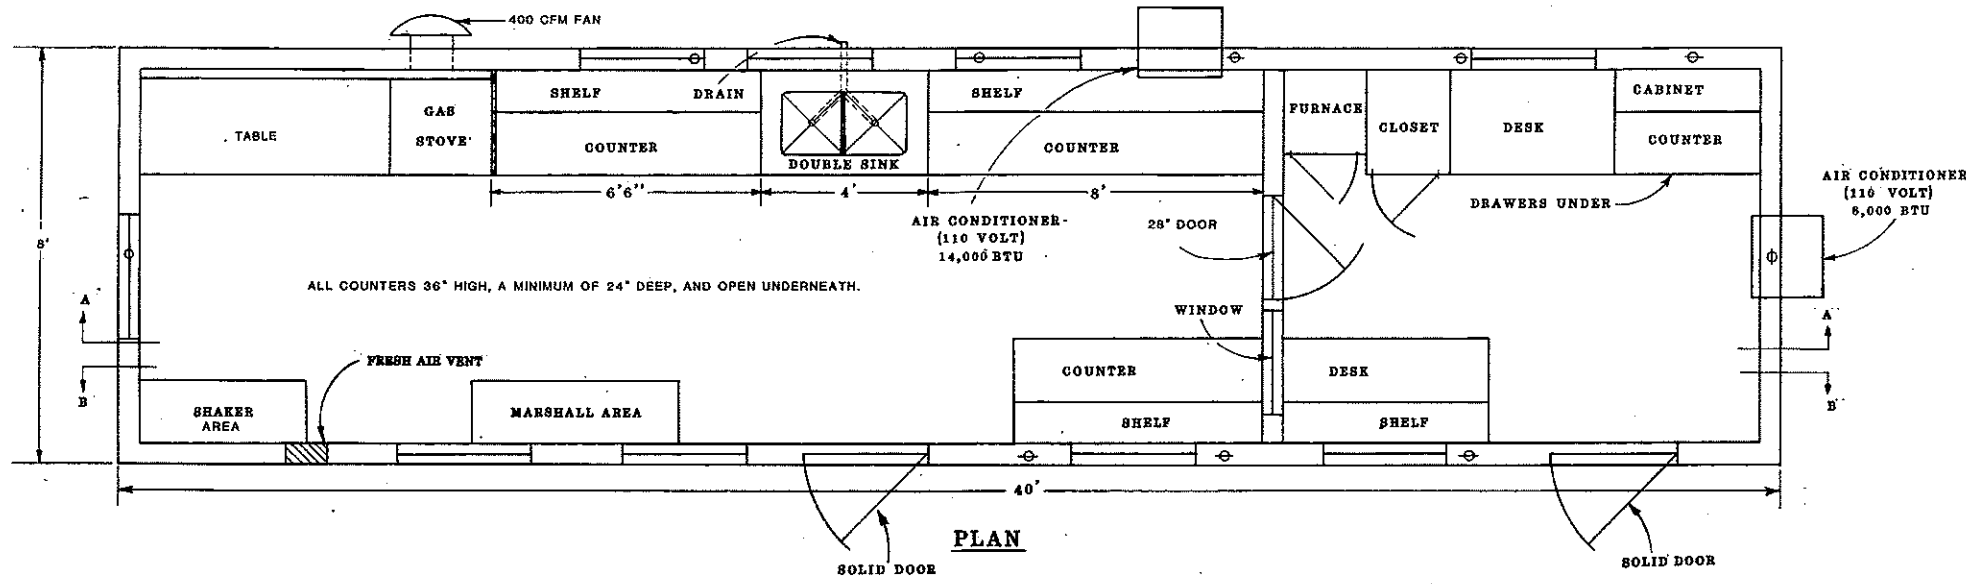 400 CFM FAN
SHELF
DRAIN
SHELF
GAS
STOVE
TABLE
COUNTER
DOUBLE SINK
COUNTER
FURNACE
CLOSET
DESK
CABINET
COUNTER
6'6"
4'
8'
AIR CONDITIONER
(110 VOLT)
14,000 BTU
28" DOOR
DRAWERS UNDER
AIR CONDITIONER
(110 VOLT)
8,000 BTU
8'
ALL COUNTERS 36" HIGH, A MINIMUM OF 24" DEEP, AND OPEN UNDERNEATH.
A
B
WINDOW
A
B
FRESH AIR VENT
SHAKER
AREA
MARSHALL AREA
COUNTER
SHELF
DESK
SHELF
40'
PLAN
SOLID DOOR
SOLID DOOR